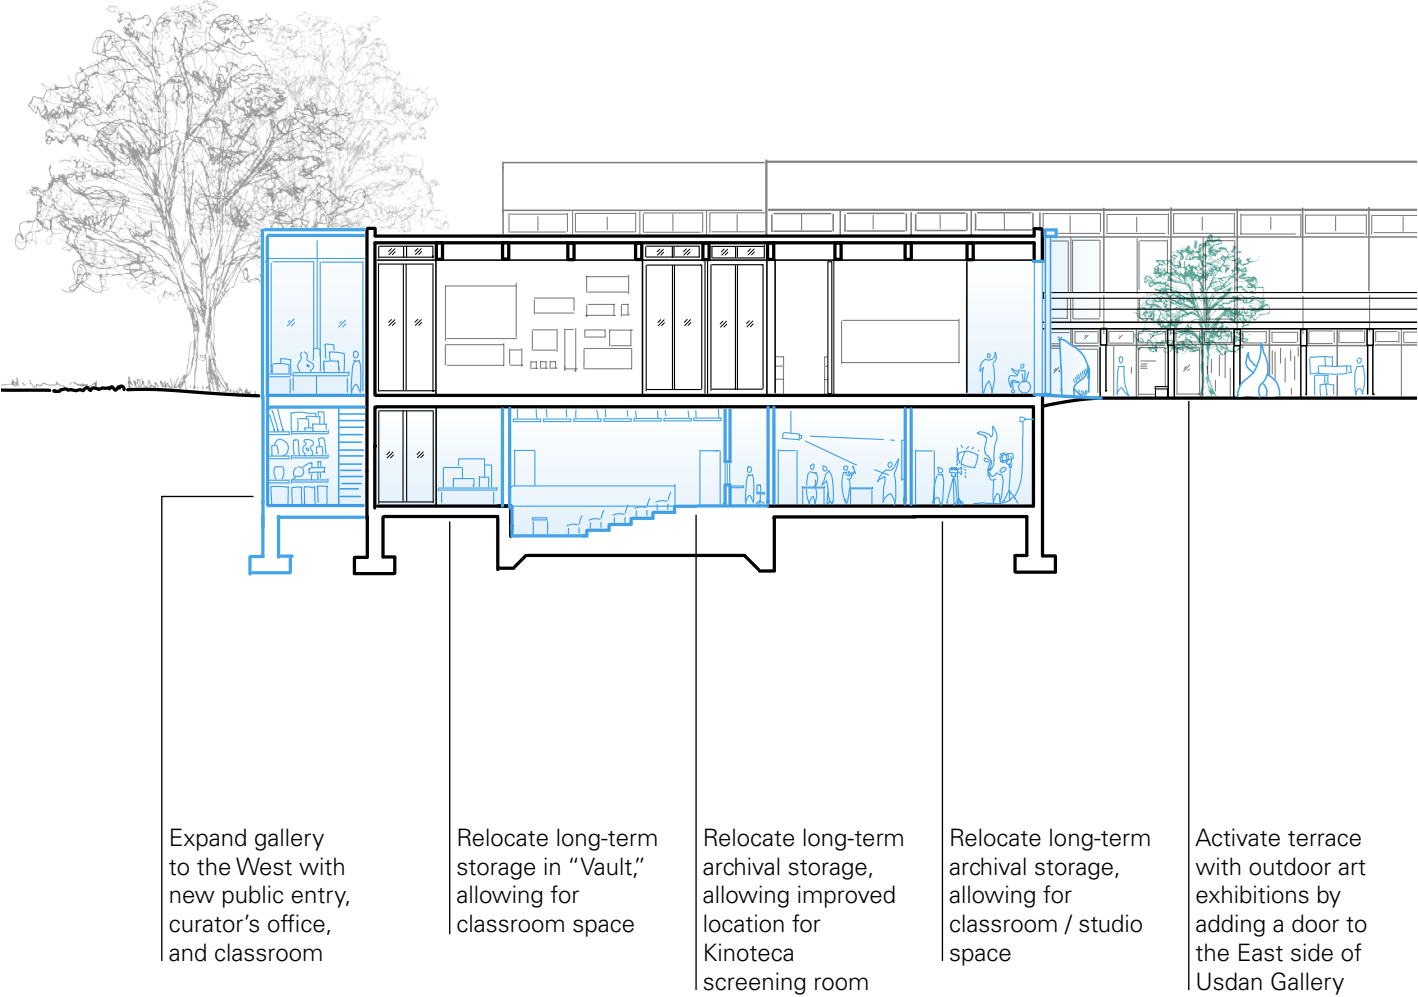 Expand gallery
to the West with
new public entry,
curator’s office,
and classroom
Relocate long-term
storage in “Vault,”
allowing for
classroom space
Relocate long-term
archival storage,
allowing improved
location for
Kinoteca
screening room
Relocate long-term
archival storage,
allowing for
classroom / studio
space
Activate terrace
with outdoor art
exhibitions by
adding a door to
the East side of
Usdan Gallery